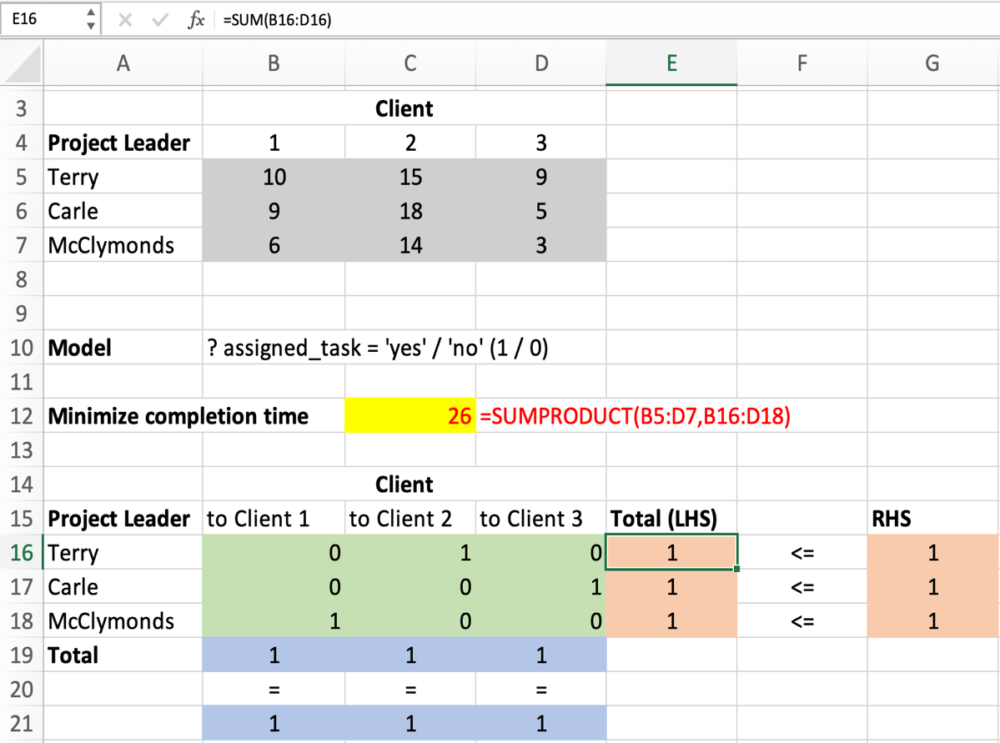 E16 fx =SUM(B16:D16)
A B C D E F G
3 Client
4 Project Leader 1 2 3
5 Terry 10 15 9
6 Carle 9 18 5
7 McClymonds 6 14 3
8
9
10 Model ? assigned_task = 'yes' / 'no' (1 / 0)
11
12 Minimize completion time 26 =SUMPRODUCT(B5:D7,B16:D18)
13
14 Client
15 Project Leader to Client 1 to Client 2 to Client 3 Total (LHS) RHS
16 Terry 0 1 0 1 <= 1
17 Carle 0 0 1 1 <= 1
18 McClymonds 1 0 0 1 <= 1
19 Total 1 1 1
20 = = =
21 1 1 1